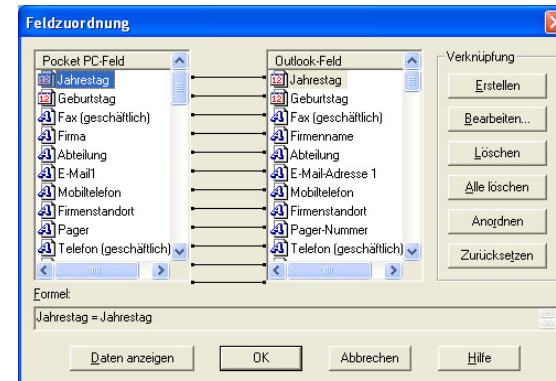 Feldzuordnung
Pocket PC-Feld
Jahrestag
Geburtstag
Fax (geschäftlich)
Firma
Abteilung
E-Mail1
Mobiltelefon
Firmenstandort
Pager
Telefon (geschäftlich)
Outlook-Feld
Jahrestag
Geburtstag
Fax (geschäftlich)
Firmenname
Abteilung
E-Mail-Adresse 1
Mobiltelefon
Firmenstandort
Pager-Nummer
Telefon (geschäftlich)
Verknüpfung
Erstellen
Bearbeiten...
Löschen
Alle löschen
Anordnen
Zurücksetzen
Formel:
Jahrestag = Jahrestag
Daten anzeigen
OK
Abbrechen
Hilfe